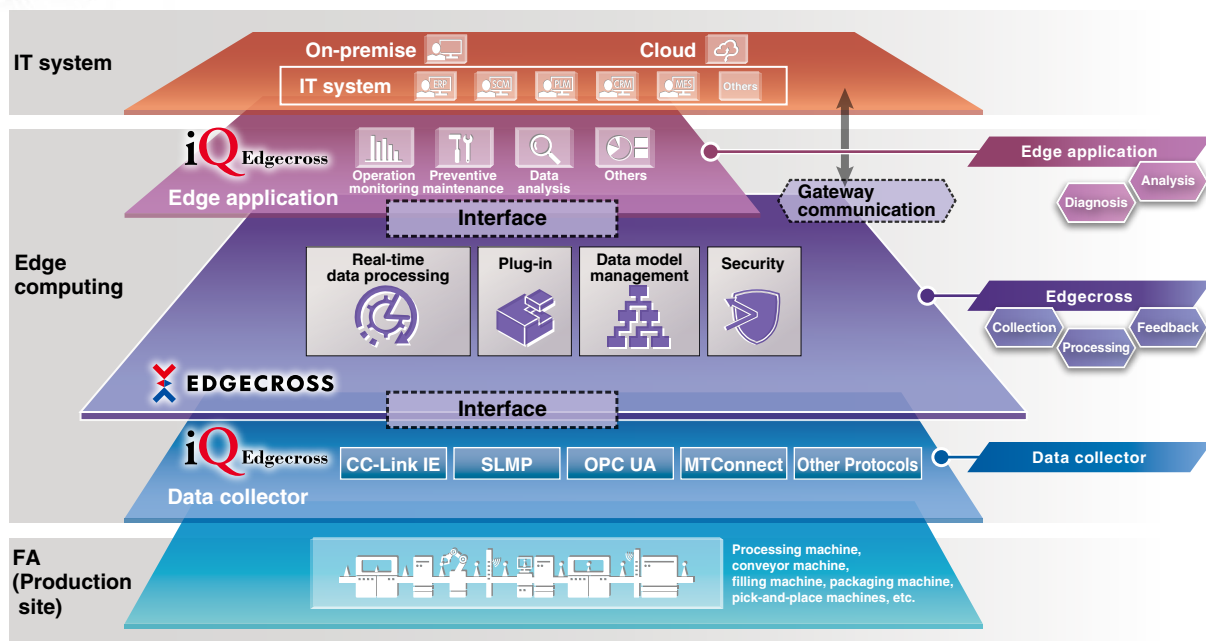 IT system
On-premise
Cloud
IT system
ERP
SCM
PLM
CRM
MES
Others
Edge
computing
iQ Edgecross
Edge application
Operation
monitoring
Preventive
maintenance
Data
analysis
Others
Interface
Gateway
communication
Edge application
Diagnosis
Analysis
Real-time
data processing
Plug-in
Data model
management
Security
EDGECROSS
Edgecross
Collection
Processing
Feedback
Interface
iQ Edgecross
Data collector
CC-Link IE
SLMP
OPC UA
MTConnect
Other Protocols
Data collector
FA
(Production
site)
Processing machine,
conveyor machine,
filling machine, packaging machine,
pick-and-place machines, etc.